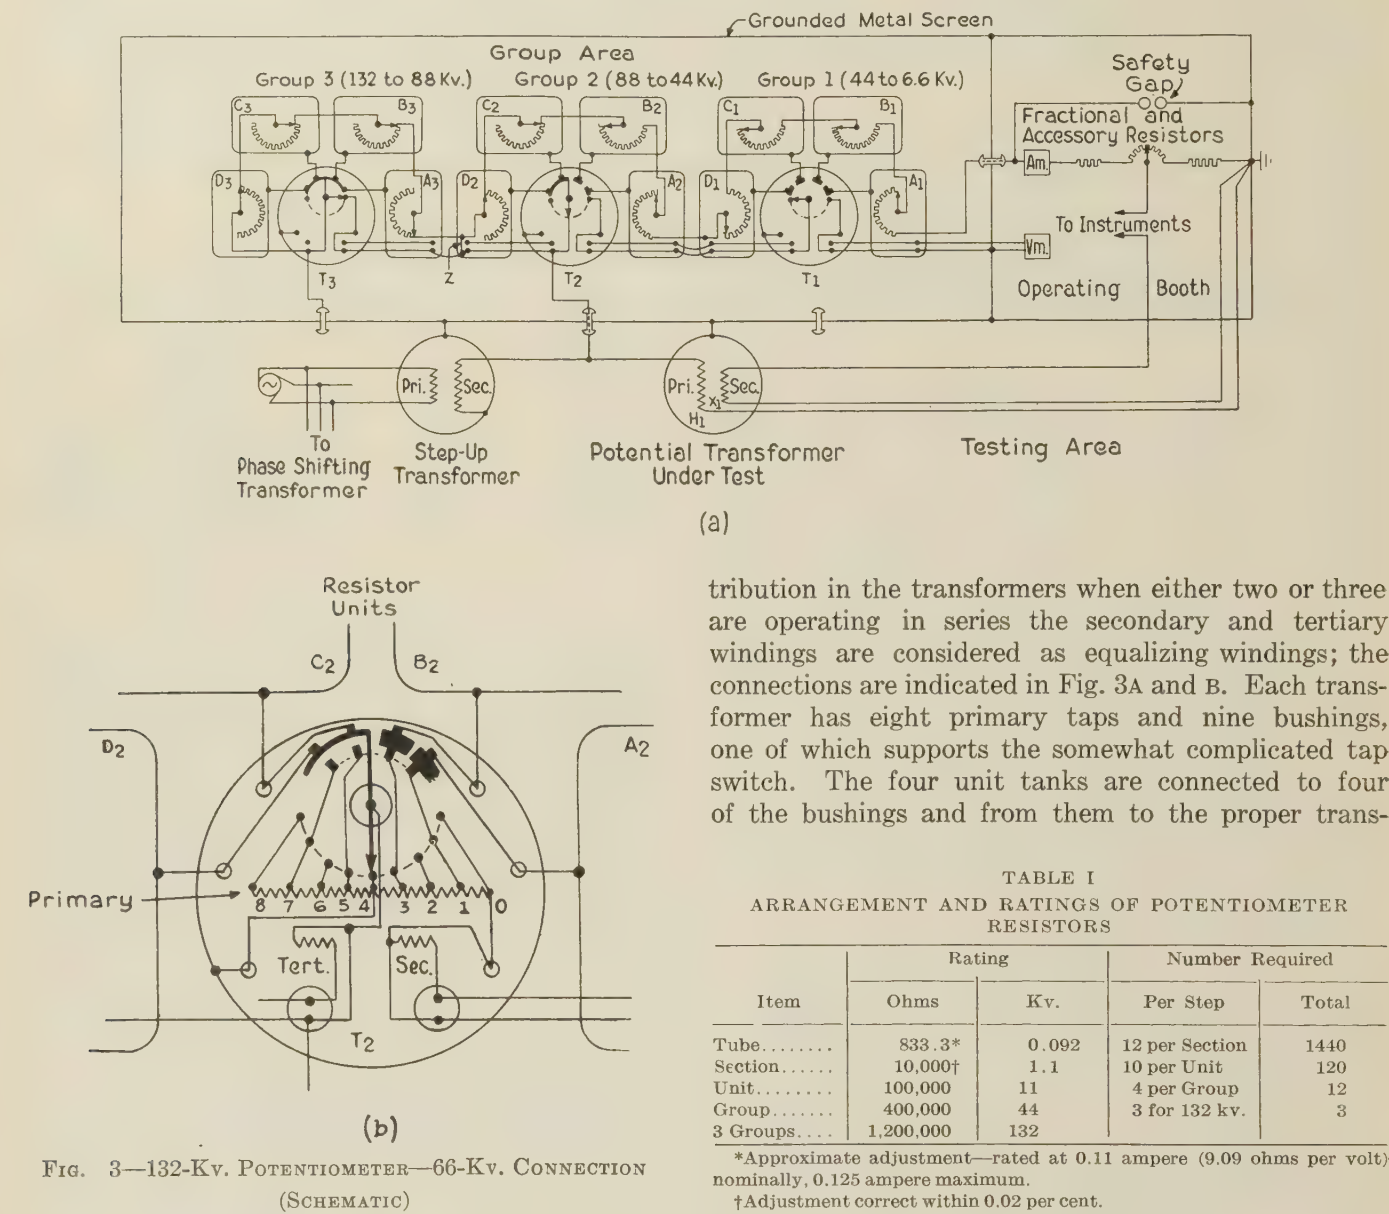 Grounded Metal Screen
Group Area
Group 3 (132 to 88 Kv.)
Group 2 (88 to 44 Kv.)
Group 1 (44 to 6.6 Kv.)
Safety
Gap
Fractional and
Accessory Resistors
C3
B3
C2
B2
C1
B1
Am.
D3
A3
D2
A2
D1
A1
To Instruments
Vm.
T3
Z
T2
T1
Operating Booth
Pri.
Sec.
Pri.
Sec.
X1
H1
To
Phase Shifting
Transformer
Step-Up
Transformer
Potential Transformer
Under Test
Testing Area
(a)
Resistor
Units
C2
B2
D2
A2
Primary
8 7 6 5 4 3 2 1 0
Tert.
Sec.
T2
(b)
FIG. 3—132-KV. POTENTIOMETER—66-KV. CONNECTION
(SCHEMATIC)
tribution in the transformers when either two or three
are operating in series the secondary and tertiary
windings are considered as equalizing windings; the
connections are indicated in Fig. 3A and B. Each trans-
former has eight primary taps and nine bushings,
one of which supports the somewhat complicated tap
switch. The four unit tanks are connected to four
of the bushings and from them to the proper trans-
TABLE I
ARRANGEMENT AND RATINGS OF POTENTIOMETER
RESISTORS
Rating Number Required
Item Ohms Kv. Per Step Total
Tube........ 833.3* 0.092 12 per Section 1440
Section...... 10,000† 1.1 10 per Unit 120
Unit........ 100,000 11 4 per Group 12
Group....... 400,000 44 3 for 132 kv. 3
3 Groups.... 1,200,000 132
*Approximate adjustment—rated at 0.11 ampere (9.09 ohms per volt)
nominally, 0.125 ampere maximum.
†Adjustment correct within 0.02 per cent.